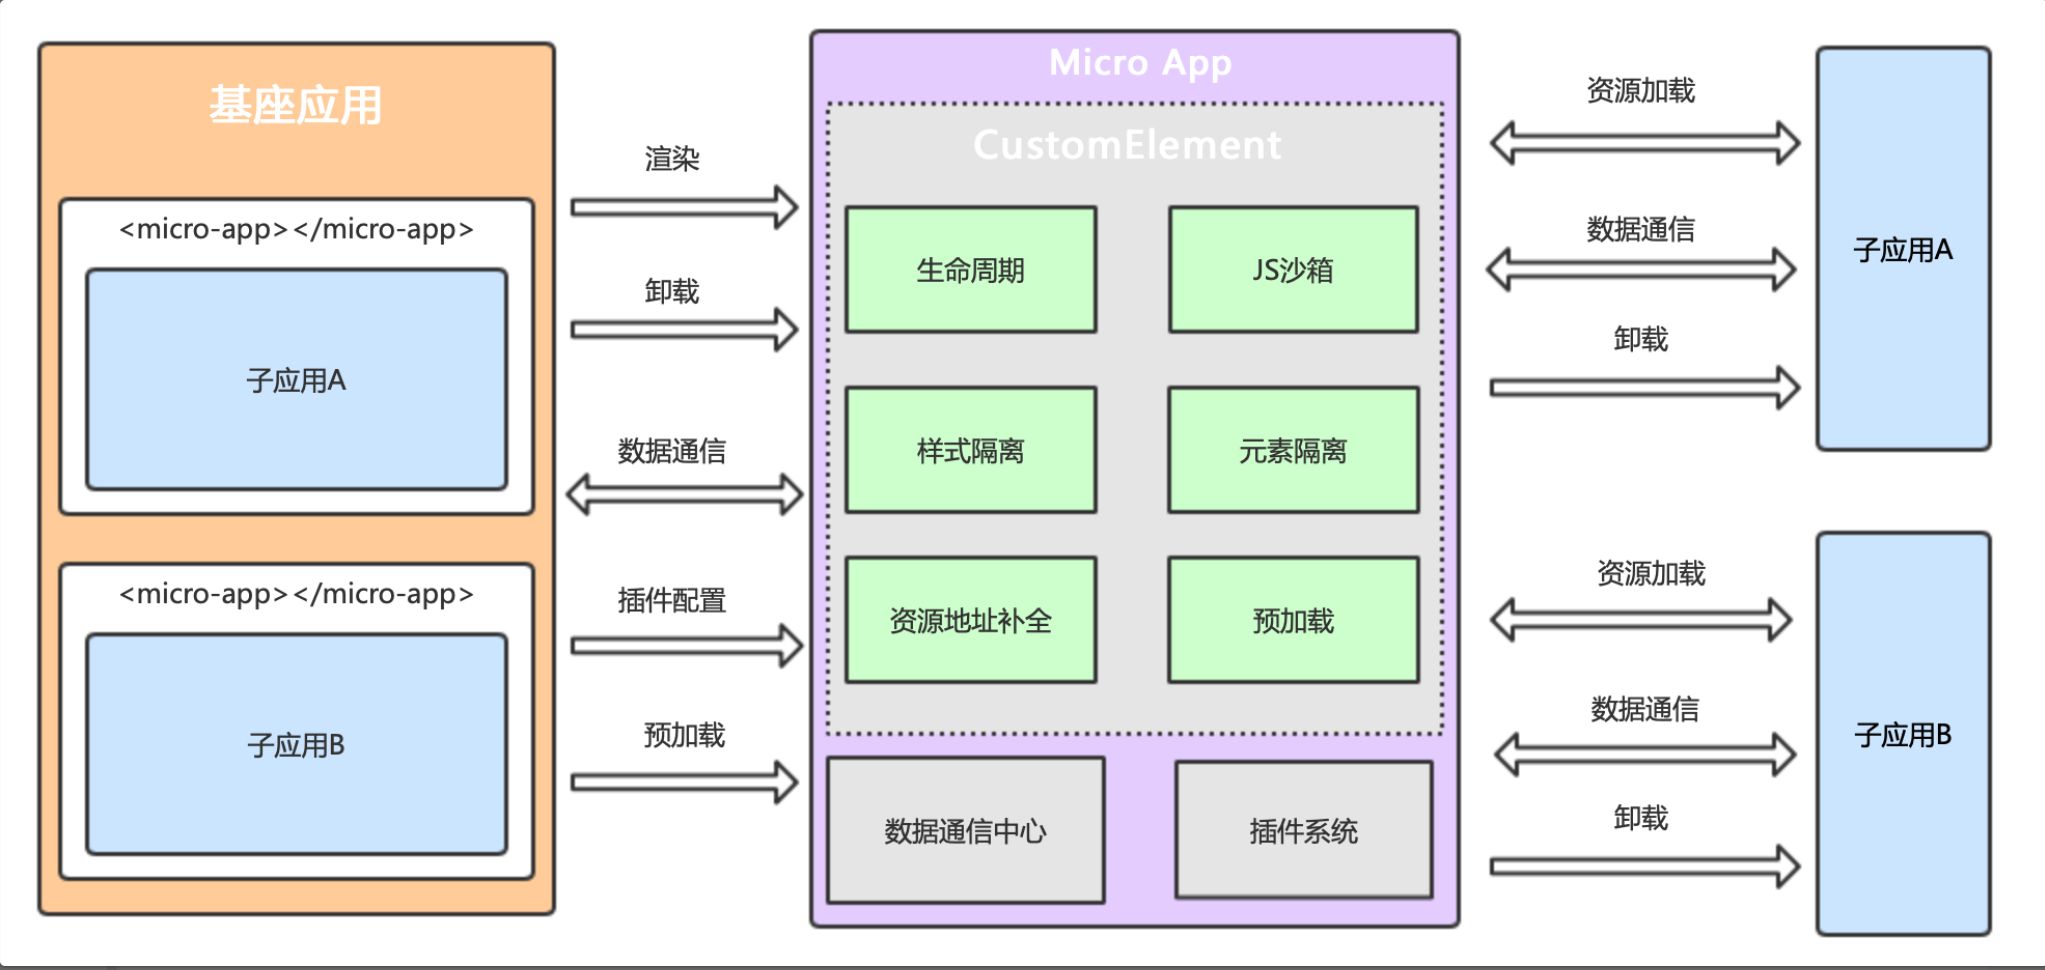 基座应用
<micro-app></micro-app>
子应用A
<micro-app></micro-app>
子应用B
渲染
卸载
数据通信
插件配置
预加载
Micro App
CustomElement
生命周期
JS沙箱
样式隔离
元素隔离
资源地址补全
预加载
数据通信中心
插件系统
资源加载
数据通信
卸载
子应用A
资源加载
数据通信
卸载
子应用B